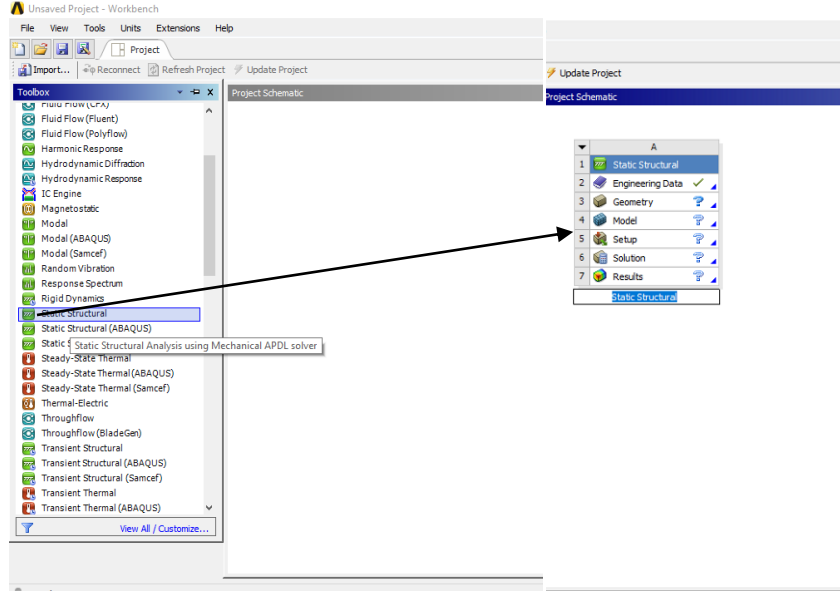 Unsaved Project - Workbench
File View Tools Units Extensions Help
Project
Import... Reconnect Refresh Project Update Project
Toolbox
Fluid Flow (CFX)
Fluid Flow (Fluent)
Fluid Flow (Polyflow)
Harmonic Response
Hydrodynamic Diffraction
Hydrodynamic Response
IC Engine
Magnetostatic
Modal
Modal (ABAQUS)
Modal (Samcef)
Random Vibration
Response Spectrum
Rigid Dynamics
Static Structural
Static Structural (ABAQUS)
Static S
Static Structural Analysis using Mechanical APDL solver
Steady-State Thermal
Steady-State Thermal (ABAQUS)
Steady-State Thermal (Samcef)
Thermal-Electric
Throughflow
Throughflow (BladeGen)
Transient Structural
Transient Structural (ABAQUS)
Transient Structural (Samcef)
Transient Thermal
Transient Thermal (ABAQUS)
View All / Customize...
Project Schematic
Update Project
Project Schematic
A
1 Static Structural
2 Engineering Data
3 Geometry
4 Model
5 Setup
6 Solution
7 Results
Static Structural